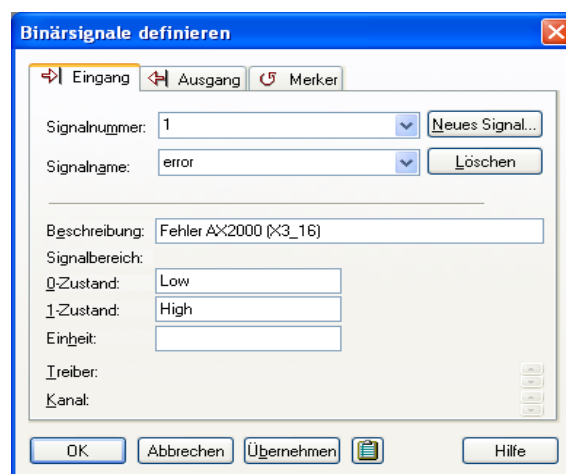 Binärsignale definieren
Eingang Ausgang Merker
Signalnummer: 1 Neues Signal...
Signalname: error Löschen
Beschreibung: Fehler AX2000 (X3_16)
Signalbereich:
0-Zustand: Low
1-Zustand: High
Einheit:
Treiber:
Kanal:
OK Abbrechen Übernehmen Hilfe